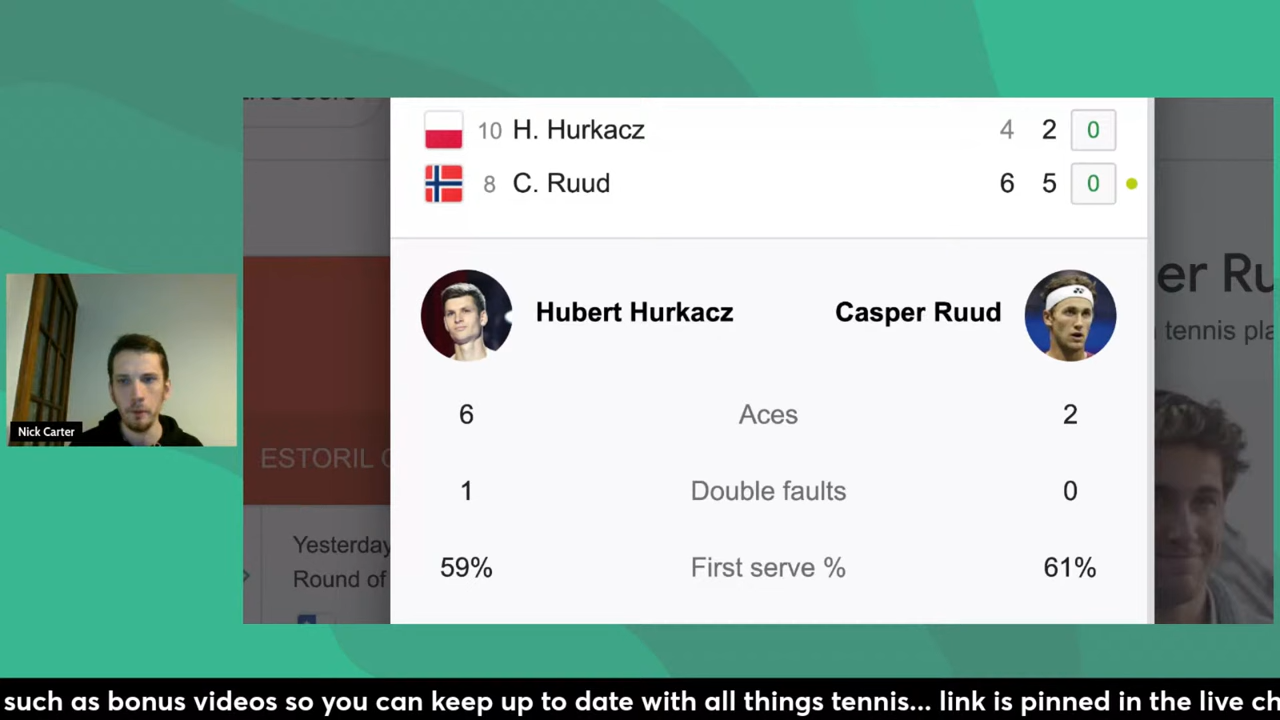 10 H. Hurkacz 4 2 0
8 C. Ruud 6 5 0
er Ru
Hubert Hurkacz Casper Ruud
tennis pla
6 Aces 2
Nick Carter
ESTORIL
1 Double faults 0
Yesterday
59% First serve % 61%
Round of
such as bonus videos so you can keep up to date with all things tennis... link is pinned in the live ch